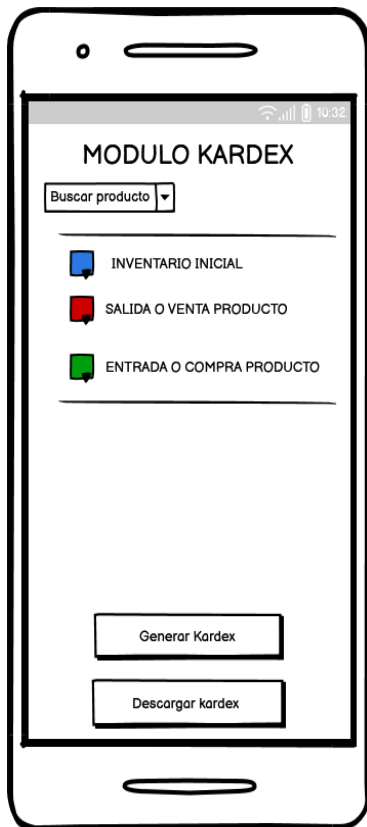 10:32
MODULO KARDEX
Buscar producto
INVENTARIO INICIAL
SALIDA O VENTA PRODUCTO
ENTRADA O COMPRA PRODUCTO
Generar Kardex
Descargar kardex